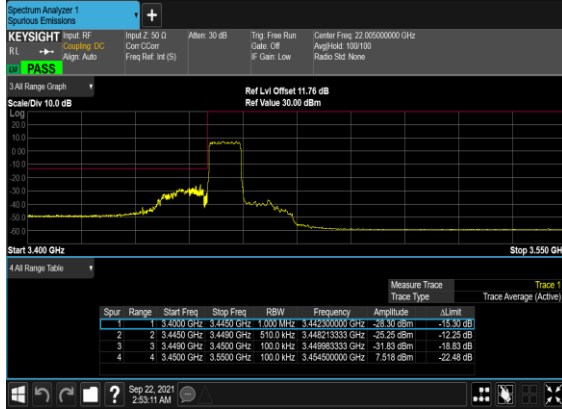 Spectrum Analyzer 1
Spurious Emissions
+
KEYSIGHT Input: RF Input Z: 50 Ω Atten: 30 dB Trig: Free Run Center Freq: 22.005000000 GHz
RL Coupling: DC Corr CCorr Gate: Off Avg|Hold: 100/100
Align: Auto Freq Ref: Int (S) IF Gain: Low Radio Std: None
PASS
3 All Range Graph
Ref Lvl Offset 11.76 dB
Scale/Div 10.0 dB Ref Value 30.00 dBm
Log
20.0
10.0
0.00
-10.0
-20.0
-30.0
-40.0
-50.0
-60.0
Start 3.400 GHz Stop 3.550 GH
4 All Range Table
Measure Trace Trace 1
Trace Type Trace Average (Active)
Spur Range Start Freq Stop Freq RBW Frequency Amplitude ΔLimit
1 1 3.4000 GHz 3.4450 GHz 1.000 MHz 3.442300000 GHz -28.30 dBm -15.30 dB
2 2 3.4450 GHz 3.4490 GHz 510.0 kHz 3.448213333 GHz -25.25 dBm -12.25 dB
3 3 3.4490 GHz 3.4500 GHz 100.0 kHz 3.449983333 GHz -31.83 dBm -18.83 dB
4 4 3.4500 GHz 3.5500 GHz 100.0 kHz 3.454500000 GHz 7.518 dBm -22.48 dB
?
Sep 22, 2021
2:53:11 AM